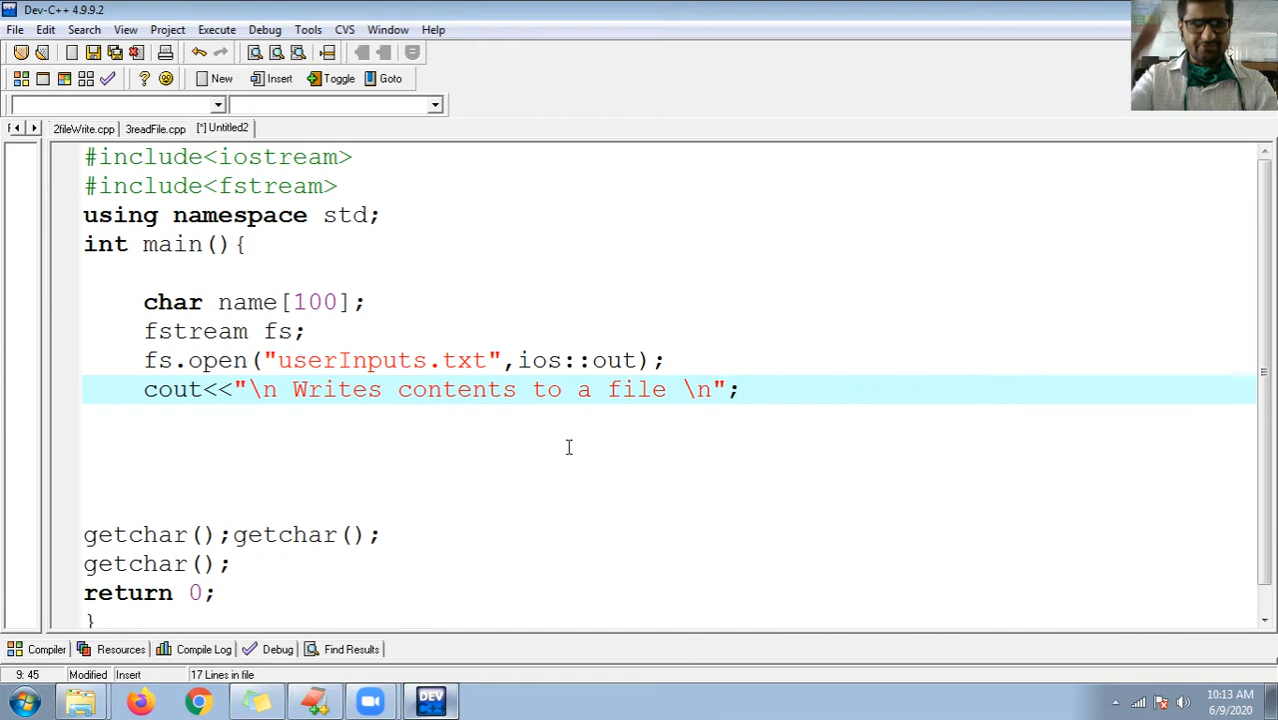 Dev-C++ 4.9.9.2
File Edit Search View Project Execute Debug Tools CVS Window Help
New Insert Toggle Goto
2fileWrite.cpp 3readFile.cpp [*] Untitled2
#include<iostream>
#include<fstream>
using namespace std;
int main(){
char name[100];
fstream fs;
fs.open("userInputs.txt",ios::out);
cout<<"\n Writes contents to a file \n";
getchar();getchar();
getchar();
return 0;
}
Compiler Resources Compile Log Debug Find Results
9: 45 Modified Insert 17 Lines in file
DEV
10:13 AM
6/9/2020